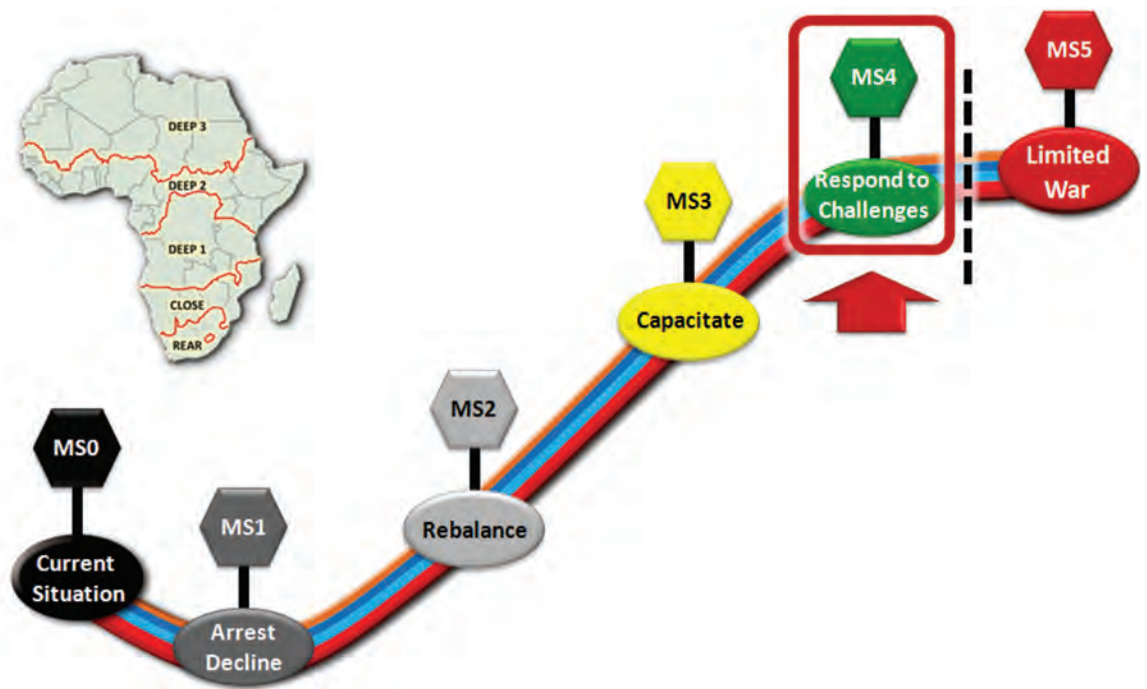 DEEP 3
DEEP 2
DEEP 1
CLOSE
REAR
MS0
Current
Situation
MS1
Arrest
Decline
MS2
Rebalance
MS3
Capacitate
MS4
Respond to
Challenges
MS5
Limited
War